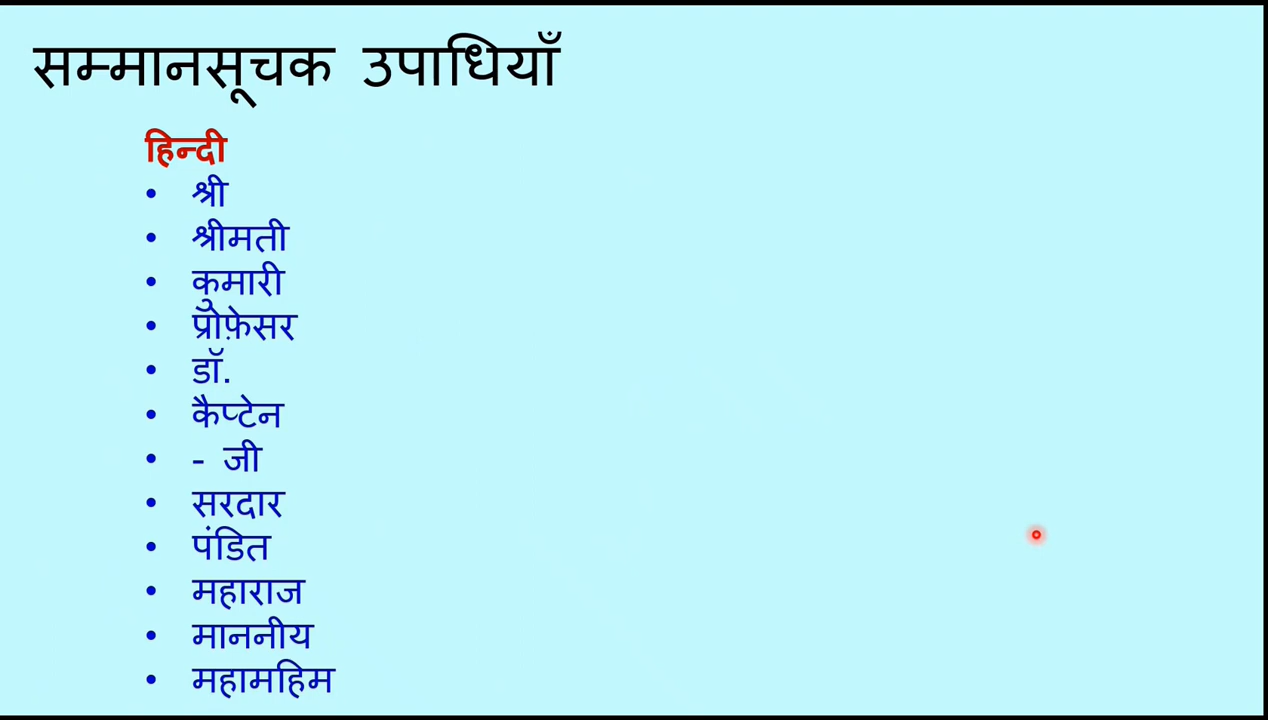 सम्मानसूचक उपाधियाँ
हिन्दी
• श्री
• श्रीमती
• कुमारी
• प्रोफ़ेसर
• डॉ.
• कैप्टेन
• - जी
• सरदार
• पंडित
• महाराज
• माननीय
• महामहिम